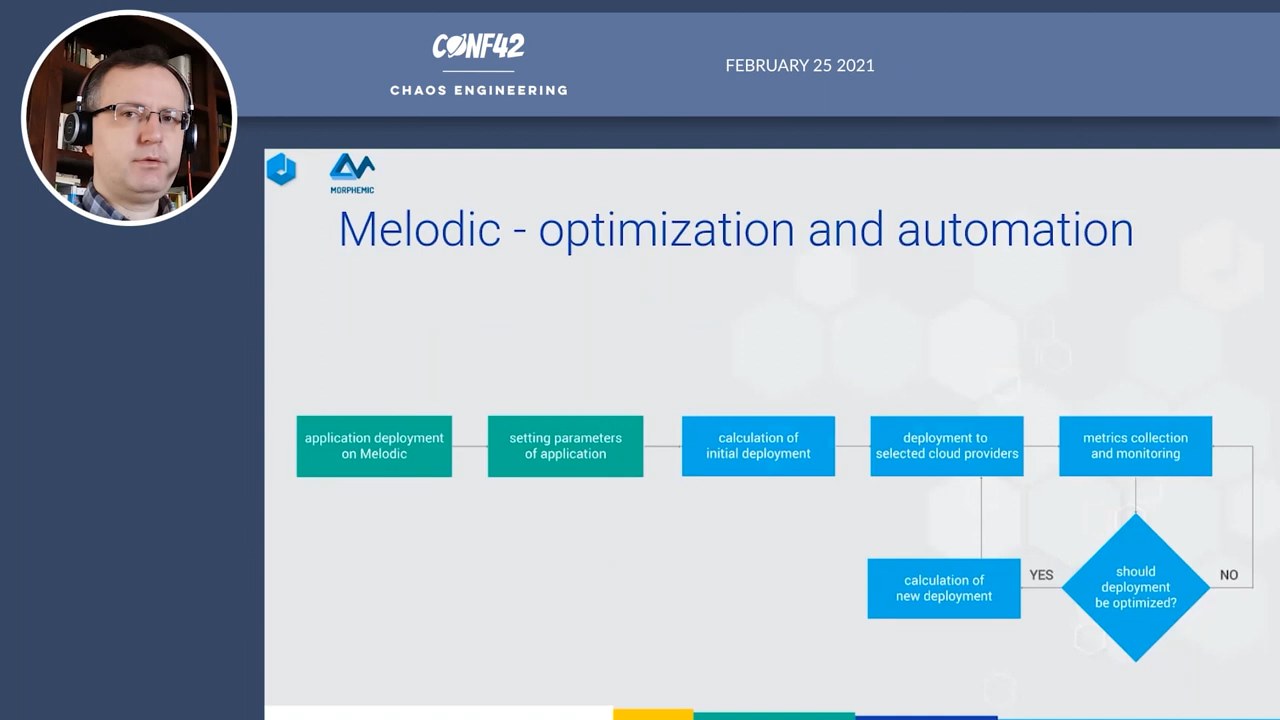 CONF42
CHAOS ENGINEERING
FEBRUARY 25 2021
MORPHEMIC
Melodic - optimization and automation
application deployment
on Melodic
setting parameters
of application
calculation of
initial deployment
deployment to
selected cloud providers
metrics collection
and monitoring
calculation of
new deployment
YES
should
deployment
be optimized?
NO